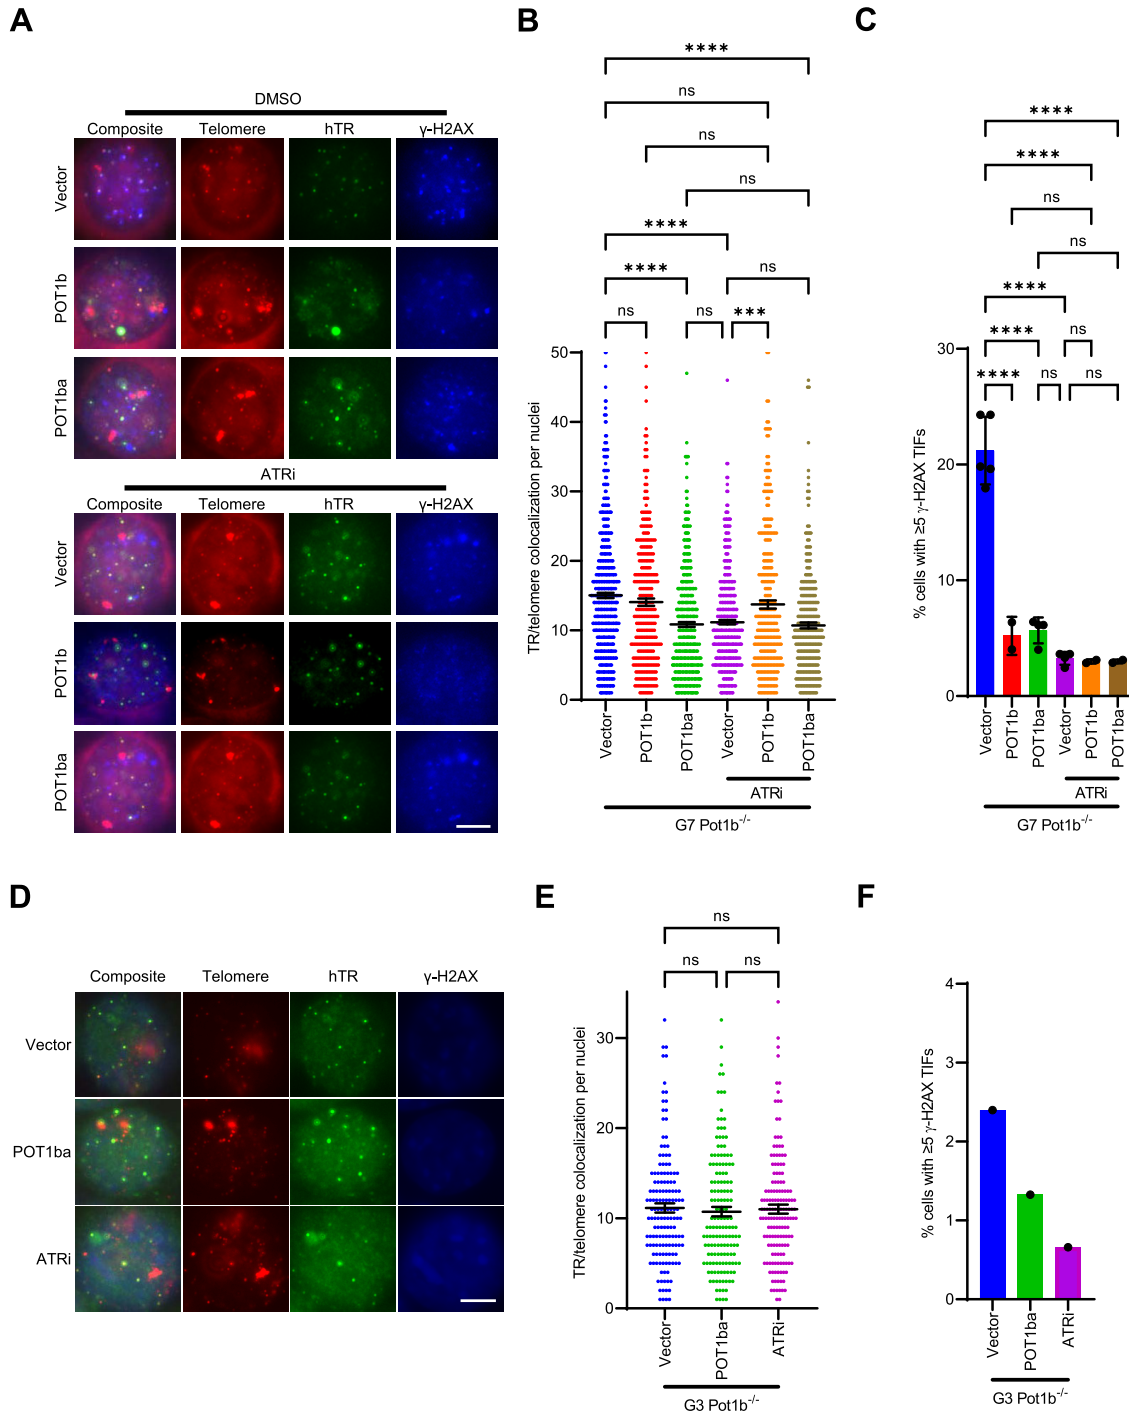 A
DMSO
Composite Telomere hTR γ-H2AX
Vector
POT1b
POT1ba
ATRi
Composite Telomere hTR γ-H2AX
Vector
POT1b
POT1ba
B
****
ns
ns
ns
****
**** ns
ns ns ***
TR/telomere colocalization per nuclei
50
40
30
20
10
0
Vector POT1b POT1ba Vector POT1b POT1ba
ATRi
G7 Pot1b-/-
C
****
****
ns
ns
****
**** ns
**** ns ns
% cells with ≥5 γ-H2AX TIFs
30
20
10
0
Vector POT1b POT1ba Vector POT1b POT1ba
ATRi
G7 Pot1b-/-
D
Composite Telomere hTR γ-H2AX
Vector
POT1ba
ATRi
E
ns
ns ns
TR/telomere colocalization per nuclei
30
20
10
0
Vector POT1ba ATRi
G3 Pot1b-/-
F
% cells with ≥5 γ-H2AX TIFs
4
3
2
1
0
Vector POT1ba ATRi
G3 Pot1b-/-